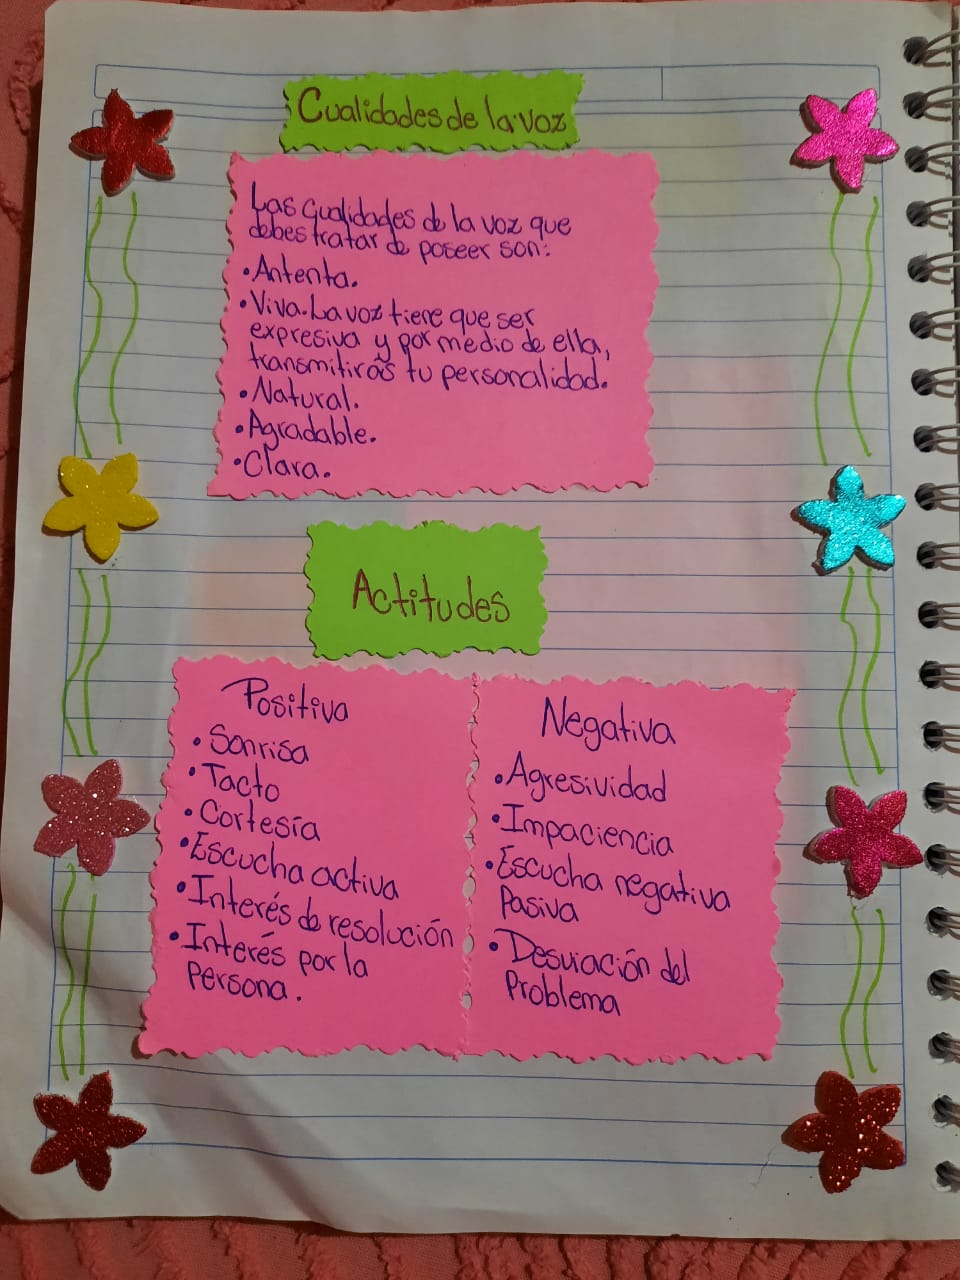 Cualidades de la voz
Las cualidades de la voz que
debes tratar de poseer son:
• Antenta.
• Viva. La voz tiene que ser
expresiva y por medio de ella,
transmitirás tu personalidad.
• Natural.
• Agradable.
• Clara.
Actitudes
Positiva
• Sonrisa
• Tacto
• Cortesía
• Escucha activa
• Interés de resolución
• Interés por la
Persona.
Negativa
• Agresividad
• Impaciencia
• Escucha negativa
Pasiva
• Desviación del
Problema